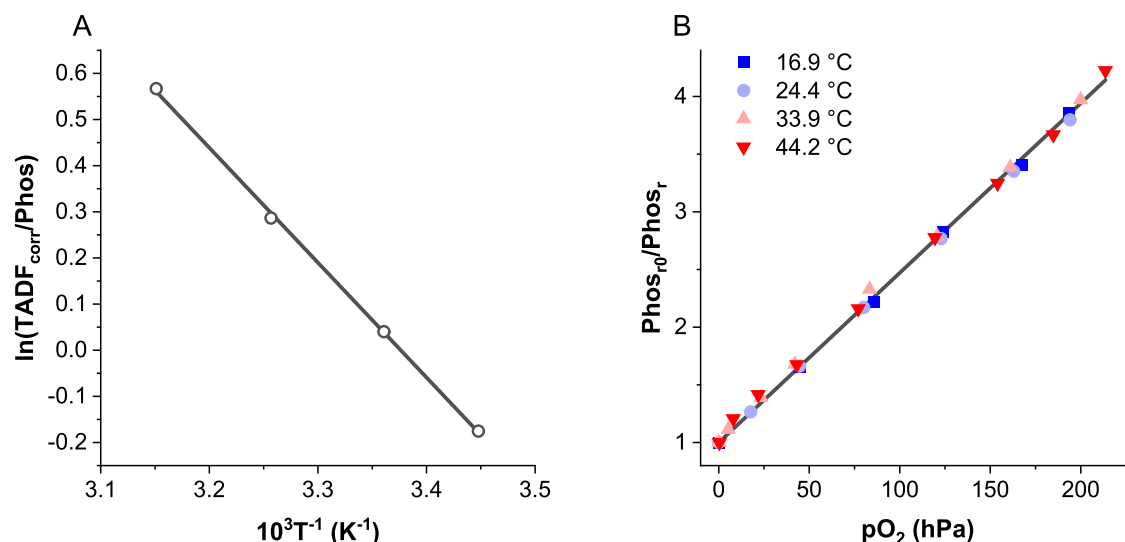 A
ln(TADFcorr/Phos)
0.6
0.5
0.4
0.3
0.2
0.1
0.0
-0.1
-0.2
3.1 3.2 3.3 3.4 3.5
10³T⁻¹ (K⁻¹)
B
16.9 °C
24.4 °C
33.9 °C
44.2 °C
Phosr0/Phosr
4
3
2
1
0 50 100 150 200
pO₂ (hPa)